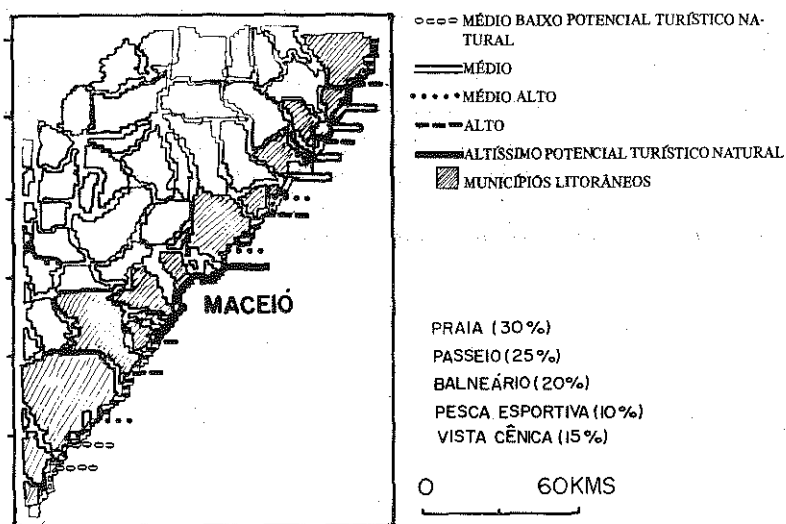 MÉDIO BAIXO POTENCIAL TURÍSTICO NA-
TURAL
MÉDIO
MÉDIO ALTO
ALTO
ALTÍSSIMO POTENCIAL TURÍSTICO NATURAL
MUNICÍPIÓS LITORÂNEOS
MACEIÓ
PRAIA (30%)
PASSEIO (25%)
BALNEÁRIO (20%)
PESCA ESPORTIVA (10%)
VISTA CÊNICA (15%)
0 60KMS